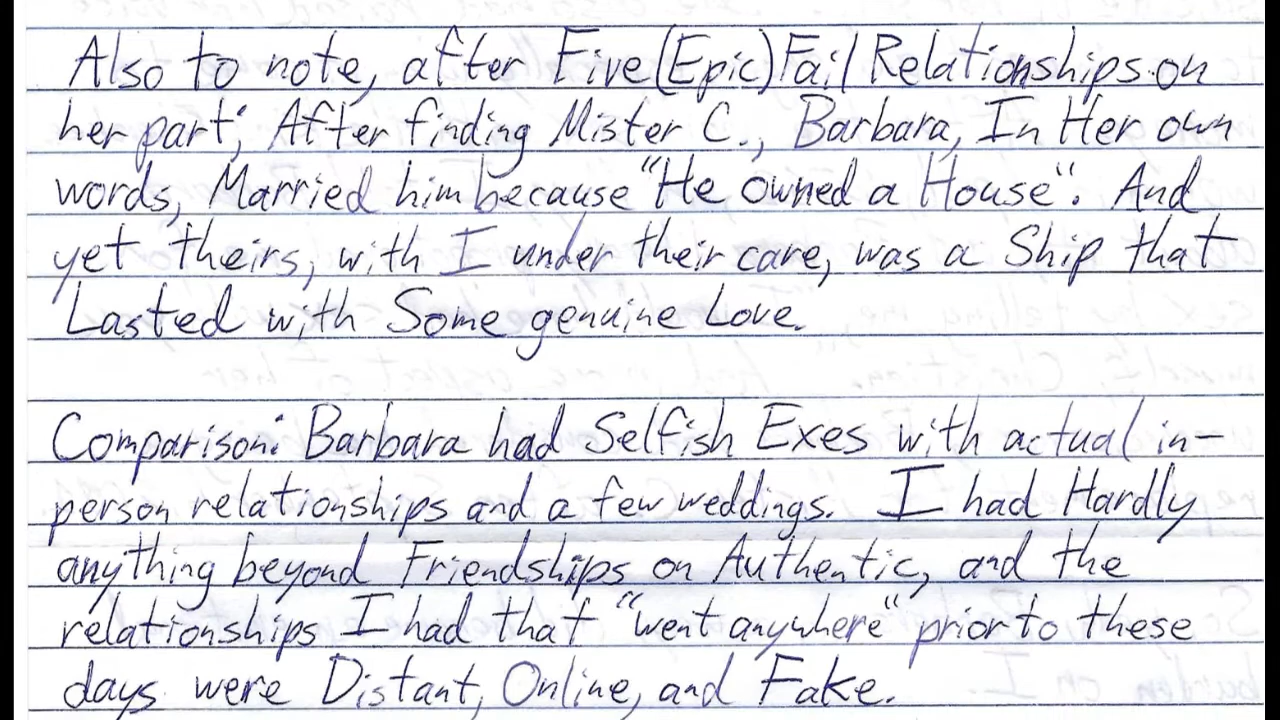 Also to note, after Five (Epic) Fail Relationships on
her part; After finding Mister C., Barbara, In Her own
words, Married him because "He owned a House". And
yet theirs, with I under their care, was a Ship that
Lasted with Some genuine Love.
Comparison: Barbara had Selfish Exes with actual in-
person relationships and a few weddings. I had Hardly
anything beyond Friendships on Authentic, and the
relationships I had that "went anywhere" prior to these
days were Distant, Online, and Fake.